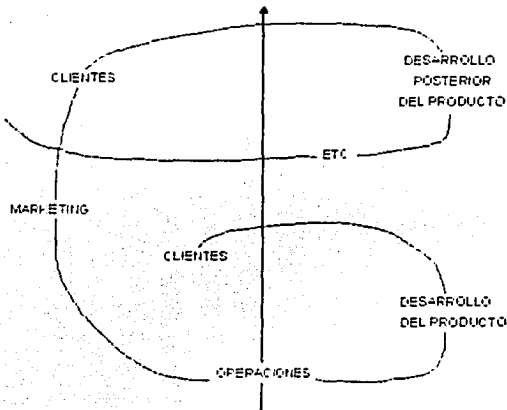 CLIENTES
DESARROLLO
POSTERIOR
DEL PRODUCTO
ETC
MARKETING
CLIENTES
DESARROLLO
DEL PRODUCTO
OPERACIONES